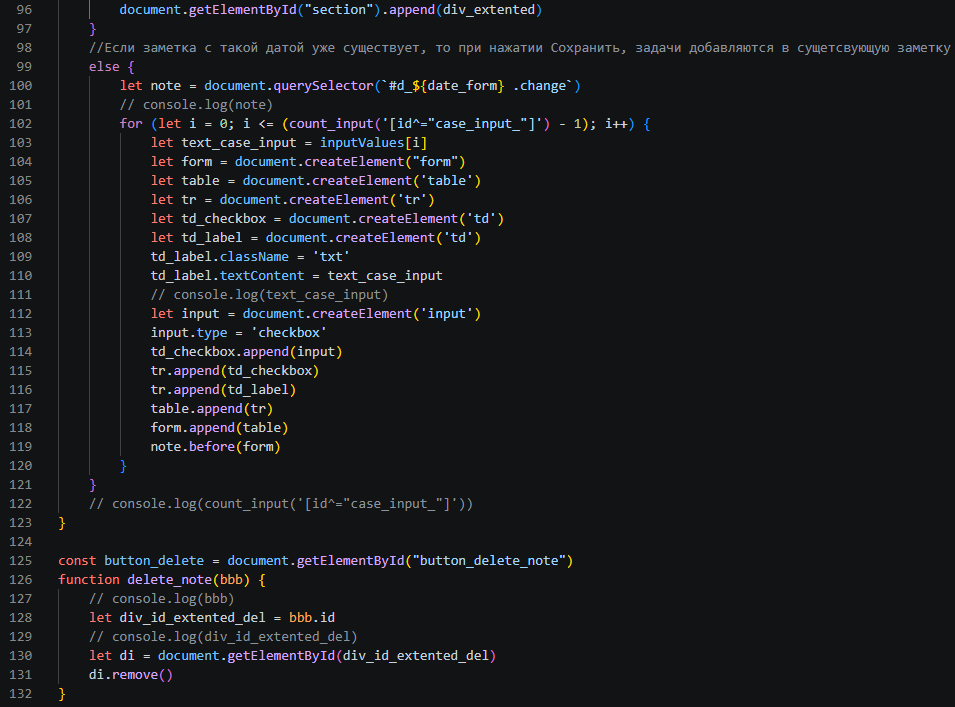 96 document.getElementById("section").append(div_extented)
97 }
98 //Если заметка с такой датой уже существует, то при нажатии Сохранить, задачи добавляются в сущетсвующую заметку
99 else {
100 let note = document.querySelector(`#d_${date_form} .change`)
101 // console.log(note)
102 for (let i = 0; i <= (count_input('[id^="case_input_"]') - 1); i++) {
103 let text_case_input = inputValues[i]
104 let form = document.createElement("form")
105 let table = document.createElement('table')
106 let tr = document.createElement('tr')
107 let td_checkbox = document.createElement('td')
108 let td_label = document.createElement('td')
109 td_label.className = 'txt'
110 td_label.textContent = text_case_input
111 // console.log(text_case_input)
112 let input = document.createElement('input')
113 input.type = 'checkbox'
114 td_checkbox.append(input)
115 tr.append(td_checkbox)
116 tr.append(td_label)
117 table.append(tr)
118 form.append(table)
119 note.before(form)
120 }
121 }
122 // console.log(count_input('[id^="case_input_"]'))
123 }
124
125 const button_delete = document.getElementById("button_delete_note")
126 function delete_note(bbb) {
127 // console.log(bbb)
128 let div_id_extented_del = bbb.id
129 // console.log(div_id_extented_del)
130 let di = document.getElementById(div_id_extented_del)
131 di.remove()
132 }